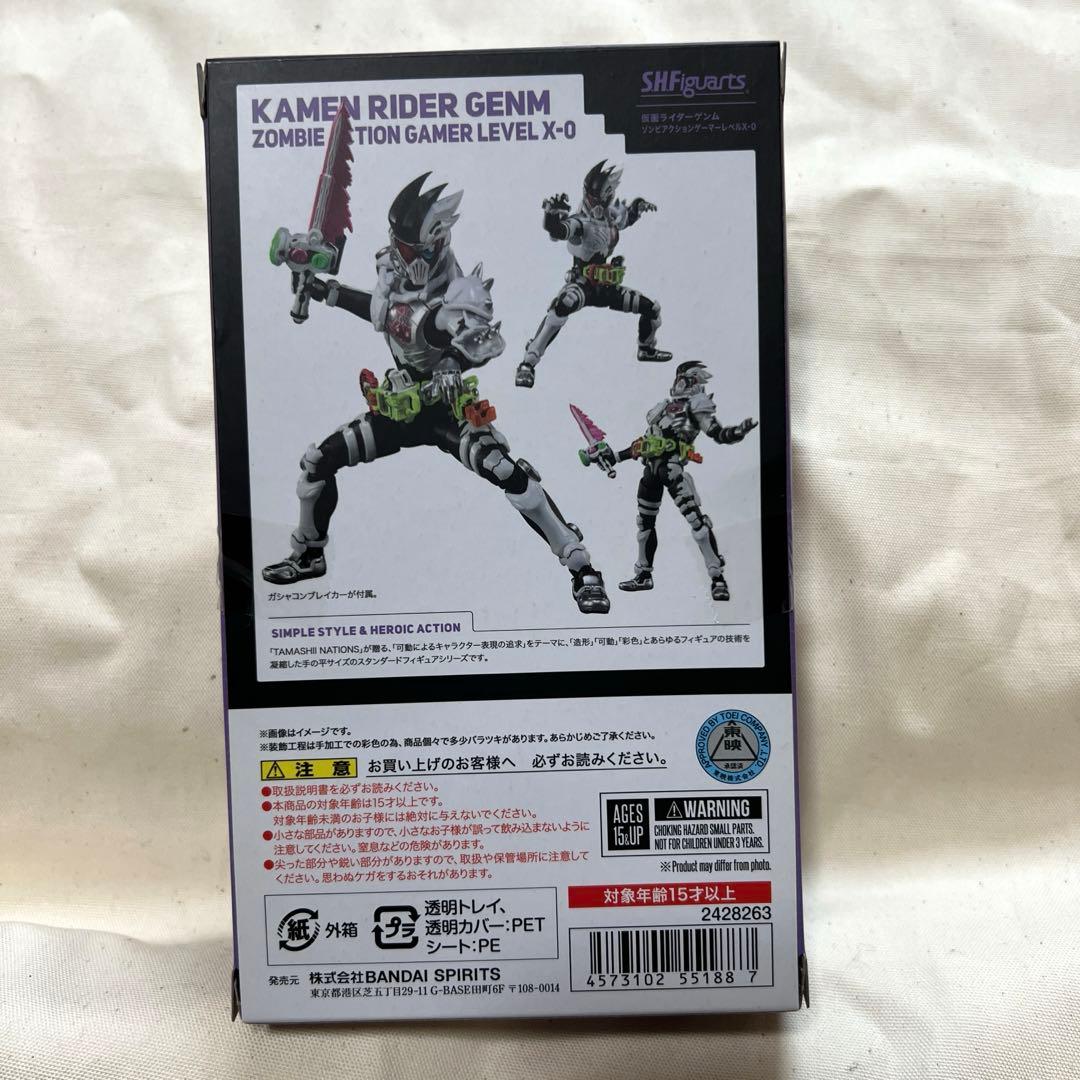 S.H.Figuarts
仮面ライダーゲンム
ゾンビアクションゲーマーレベルX-0
KAMEN RIDER GENM
ZOMBIE ACTION GAMER LEVEL X-0
ガシャコンブレイカーが付属。
SIMPLE STYLE & HEROIC ACTION
「TAMASHII NATIONS」が贈る、「可動によるキャラクター表現の追求」をテーマに、「造形」「可動」「彩色」とあらゆるフィギュアの技術を
凝縮した手の平サイズのスタンダードフィギュアシリーズです。
※画像はイメージです。
※装飾工程は手加工での彩色の為、商品個々で多少バラツキがあります。あらかじめご了承ください。
注意 お買い上げのお客様へ 必ずお読みください。
●取扱説明書を必ずお読みください。
●本商品の対象年齢は15才以上です。
対象年齢未満のお子様には絶対に与えないでください。
●小さな部品がありますので、小さなお子様が誤って飲み込まないように
注意してください。窒息などの危険があります。
●尖った部分や鋭い部分がありますので、取扱や保管場所に注意して
ください。思わぬケガをするおそれがあります。
APPROVED BY TOEI COMPANY, LTD.
東映
承認済
東映株式会社
AGES
15&UP
WARNING
CHOKING HAZARD SMALL PARTS.
NOT FOR CHILDREN UNDER 3 YEARS.
※Product may differ from photo.
対象年齢15才以上
2428263
4573102 55188 7
紙 外箱
プラ 透明トレイ、
透明カバー:PET
シート:PE
発売元 株式会社BANDAI SPIRITS
東京都港区芝五丁目29-11 G-BASE田町6F 〒108-0014